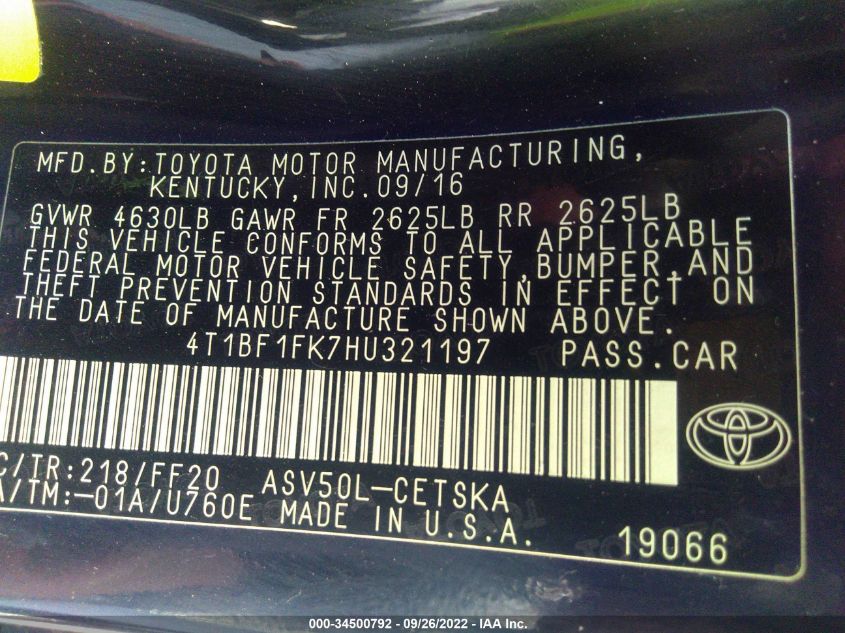 MFD.BY:TOYOTA MOTOR MANUFACTURING,
KENTUCKY,INC.09/16
GVWR 4630LB GAWR FR 2625LB RR 2625LB
THIS VEHICLE CONFORMS TO ALL APPLICABLE
FEDERAL MOTOR VEHICLE SAFETY,BUMPER,AND
THEFT PREVENTION STANDARDS IN EFFECT ON
THE DATE OF MANUFACTURE SHOWN ABOVE.
4T1BF1FK7HU321197 PASS.CAR
C/TR:218/FF20 ASV50L-CETSKA
A/TM:-01A/U760E MADE IN U.S.A. 19066
000-34500792 - 09/26/2022 - IAA Inc.